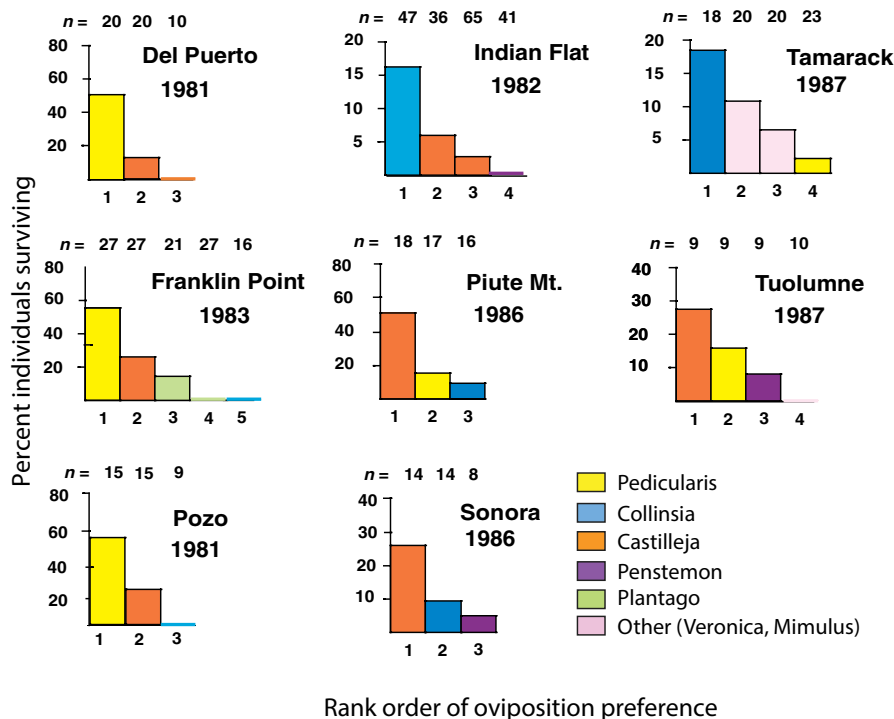 Percent individuals surviving
n = 20 20 10
Del Puerto
1981
80
60
40
20
1 2 3
n = 47 36 65 41
Indian Flat
1982
20
15
10
5
1 2 3 4
n = 18 20 20 23
Tamarack
1987
20
15
10
5
1 2 3 4
n = 27 27 21 27 16
Franklin Point
1983
80
60
40
20
1 2 3 4 5
n = 18 17 16
Piute Mt.
1986
80
60
40
20
1 2 3
n = 9 9 9 10
Tuolumne
1987
40
30
20
10
1 2 3 4
n = 15 15 9
Pozo
1981
80
60
40
20
1 2 3
n = 14 14 8
Sonora
1986
40
30
20
10
1 2 3
Pedicularis
Collinsia
Castilleja
Penstemon
Plantago
Other (Veronica, Mimulus)
Rank order of oviposition preference